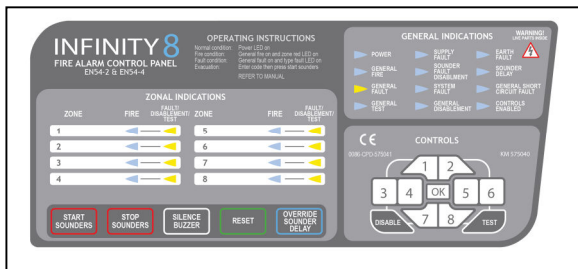 INFINITY 8
FIRE ALARM CONTROL PANEL
EN54-2 & EN54-4
OPERATING INSTRUCTIONS
Normal condition: Power LED on
Fire condition: General fire on and zone red LED on
Fault condition: General fault on and type fault LED on
Evacuation: Enter code then press start sounders
REFER TO MANUAL
GENERAL INDICATIONS
WARNING!
LIVE PARTS INSIDE
POWER
SUPPLY FAULT
EARTH FAULT
GENERAL FIRE
SOUNDER FAULT DISABLMENT
SOUNDER DELAY
GENERAL FAULT
SYSTEM FAULT
GENERAL SHORT CIRCUIT FAULT
GENERAL TEST
GENERAL DISABLEMENT
CONTROLS ENABLED
ZONAL INDICATIONS
ZONE FIRE FAULT/ DISABLEMENT/ TEST ZONE FIRE FAULT/ DISABLEMENT/ TEST
1 5
2 6
3 7
4 8
START SOUNDERS
STOP SOUNDERS
SILENCE BUZZER
RESET
OVERRIDE SOUNDER DELAY
CE CONTROLS
KM 575040
1 2
3 4 OK 5 6
DISABLE 7 8 TEST